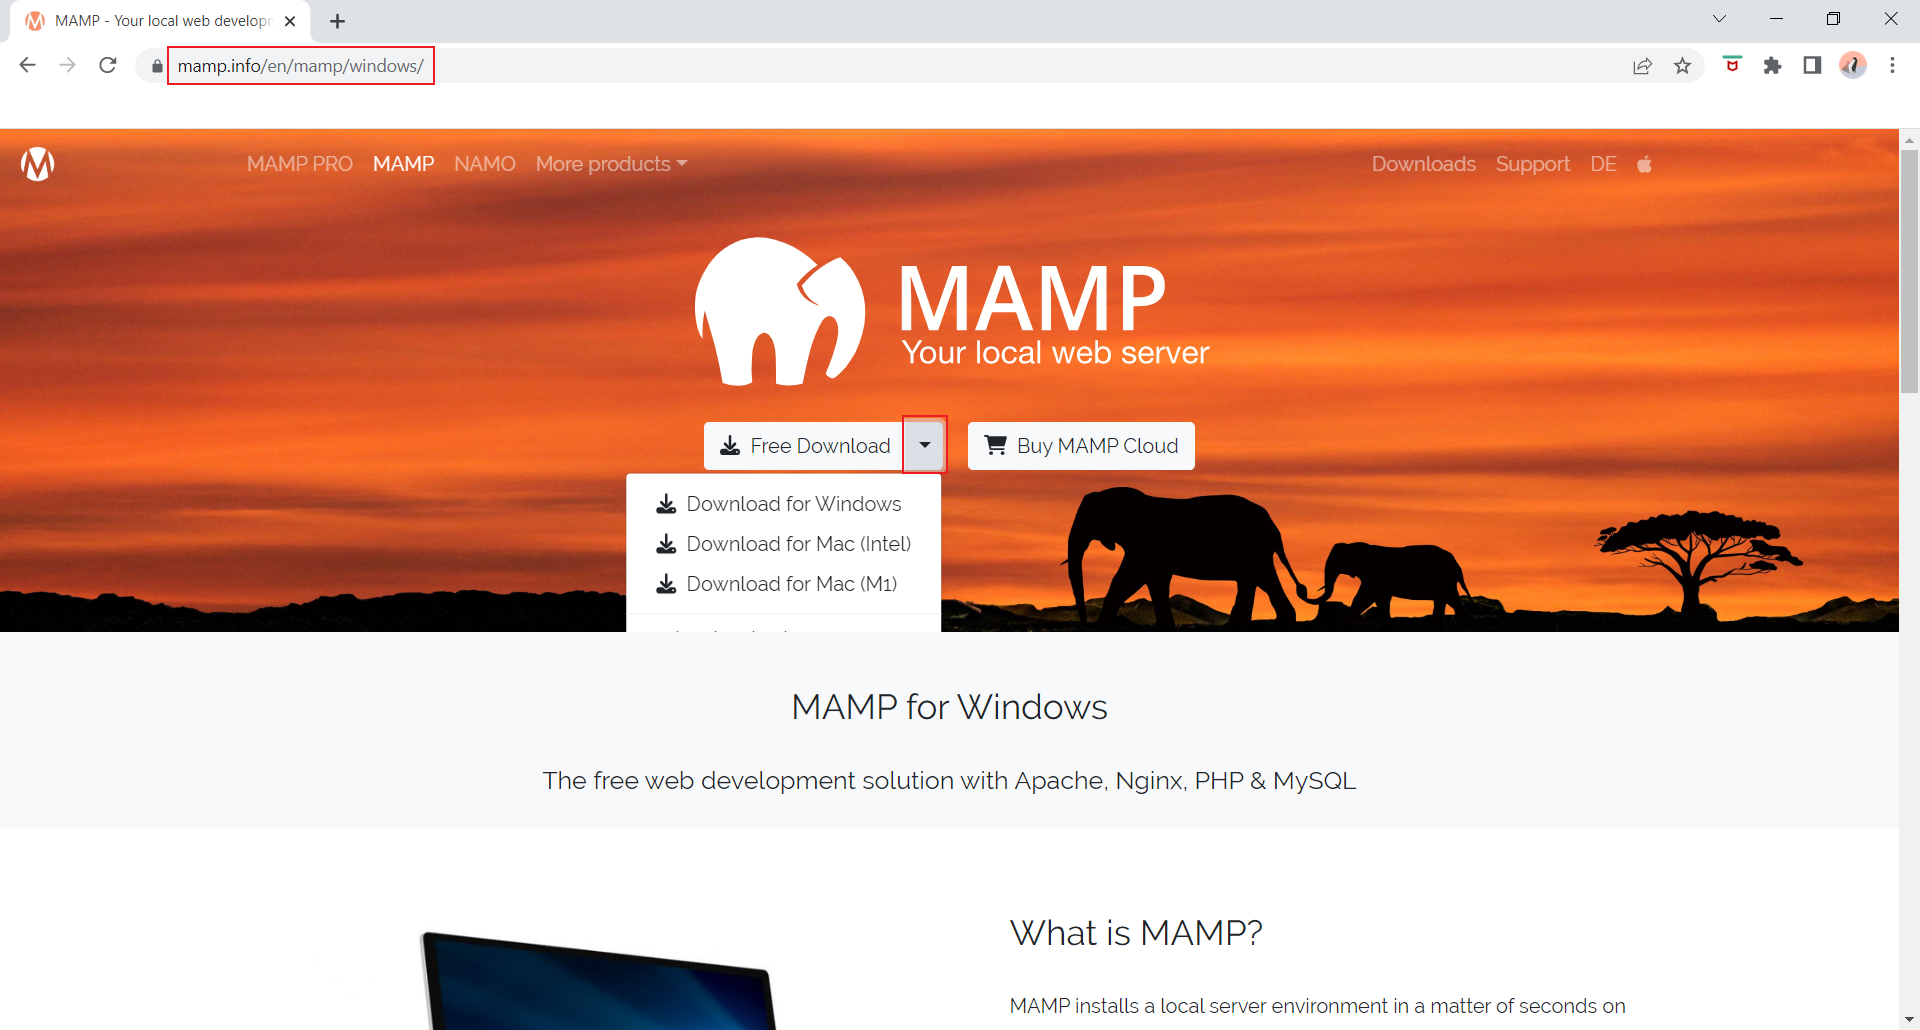 MAMP - Your local web develop
mamp.info/en/mamp/windows/
MAMP PRO MAMP NAMO More products Downloads Support DE
MAMP
Your local web server
Free Download Buy MAMP Cloud
Download for Windows
Download for Mac (Intel)
Download for Mac (M1)
MAMP for Windows
The free web development solution with Apache, Nginx, PHP & MySQL
What is MAMP?
MAMP installs a local server environment in a matter of seconds on